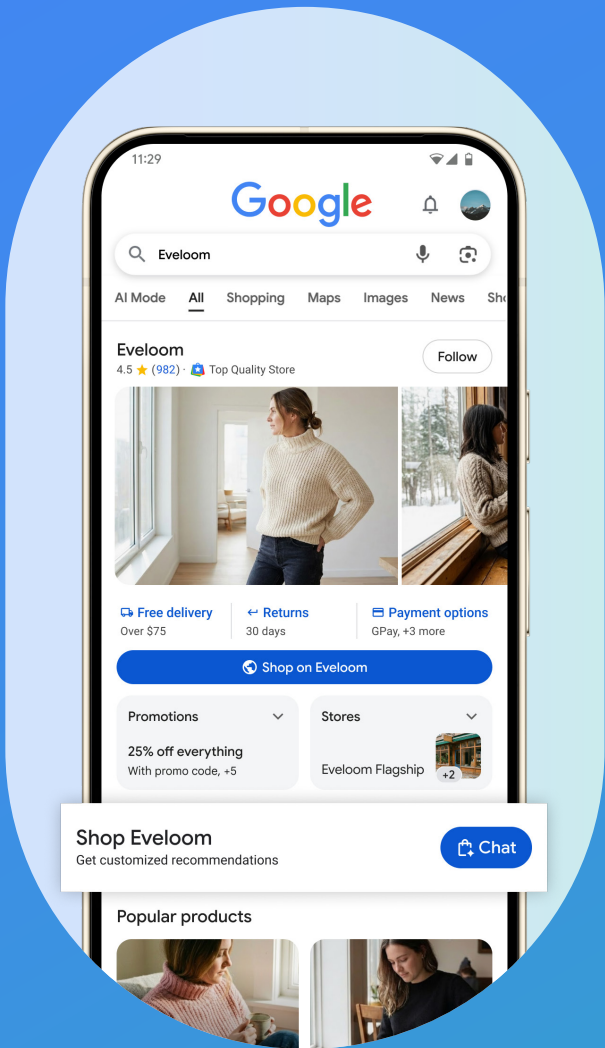 11:29
Google
Eveloom
AI Mode All Shopping Maps Images News
Eveloom
Follow
4.5 ★ (982) · Top Quality Store
Free delivery
Over $75
Returns
30 days
Payment options
GPay, +3 more
Shop on Eveloom
Promotions
25% off everything
With promo code, +5
Stores
Eveloom Flagship
+2
Shop Eveloom
Get customized recommendations
Chat
Popular products